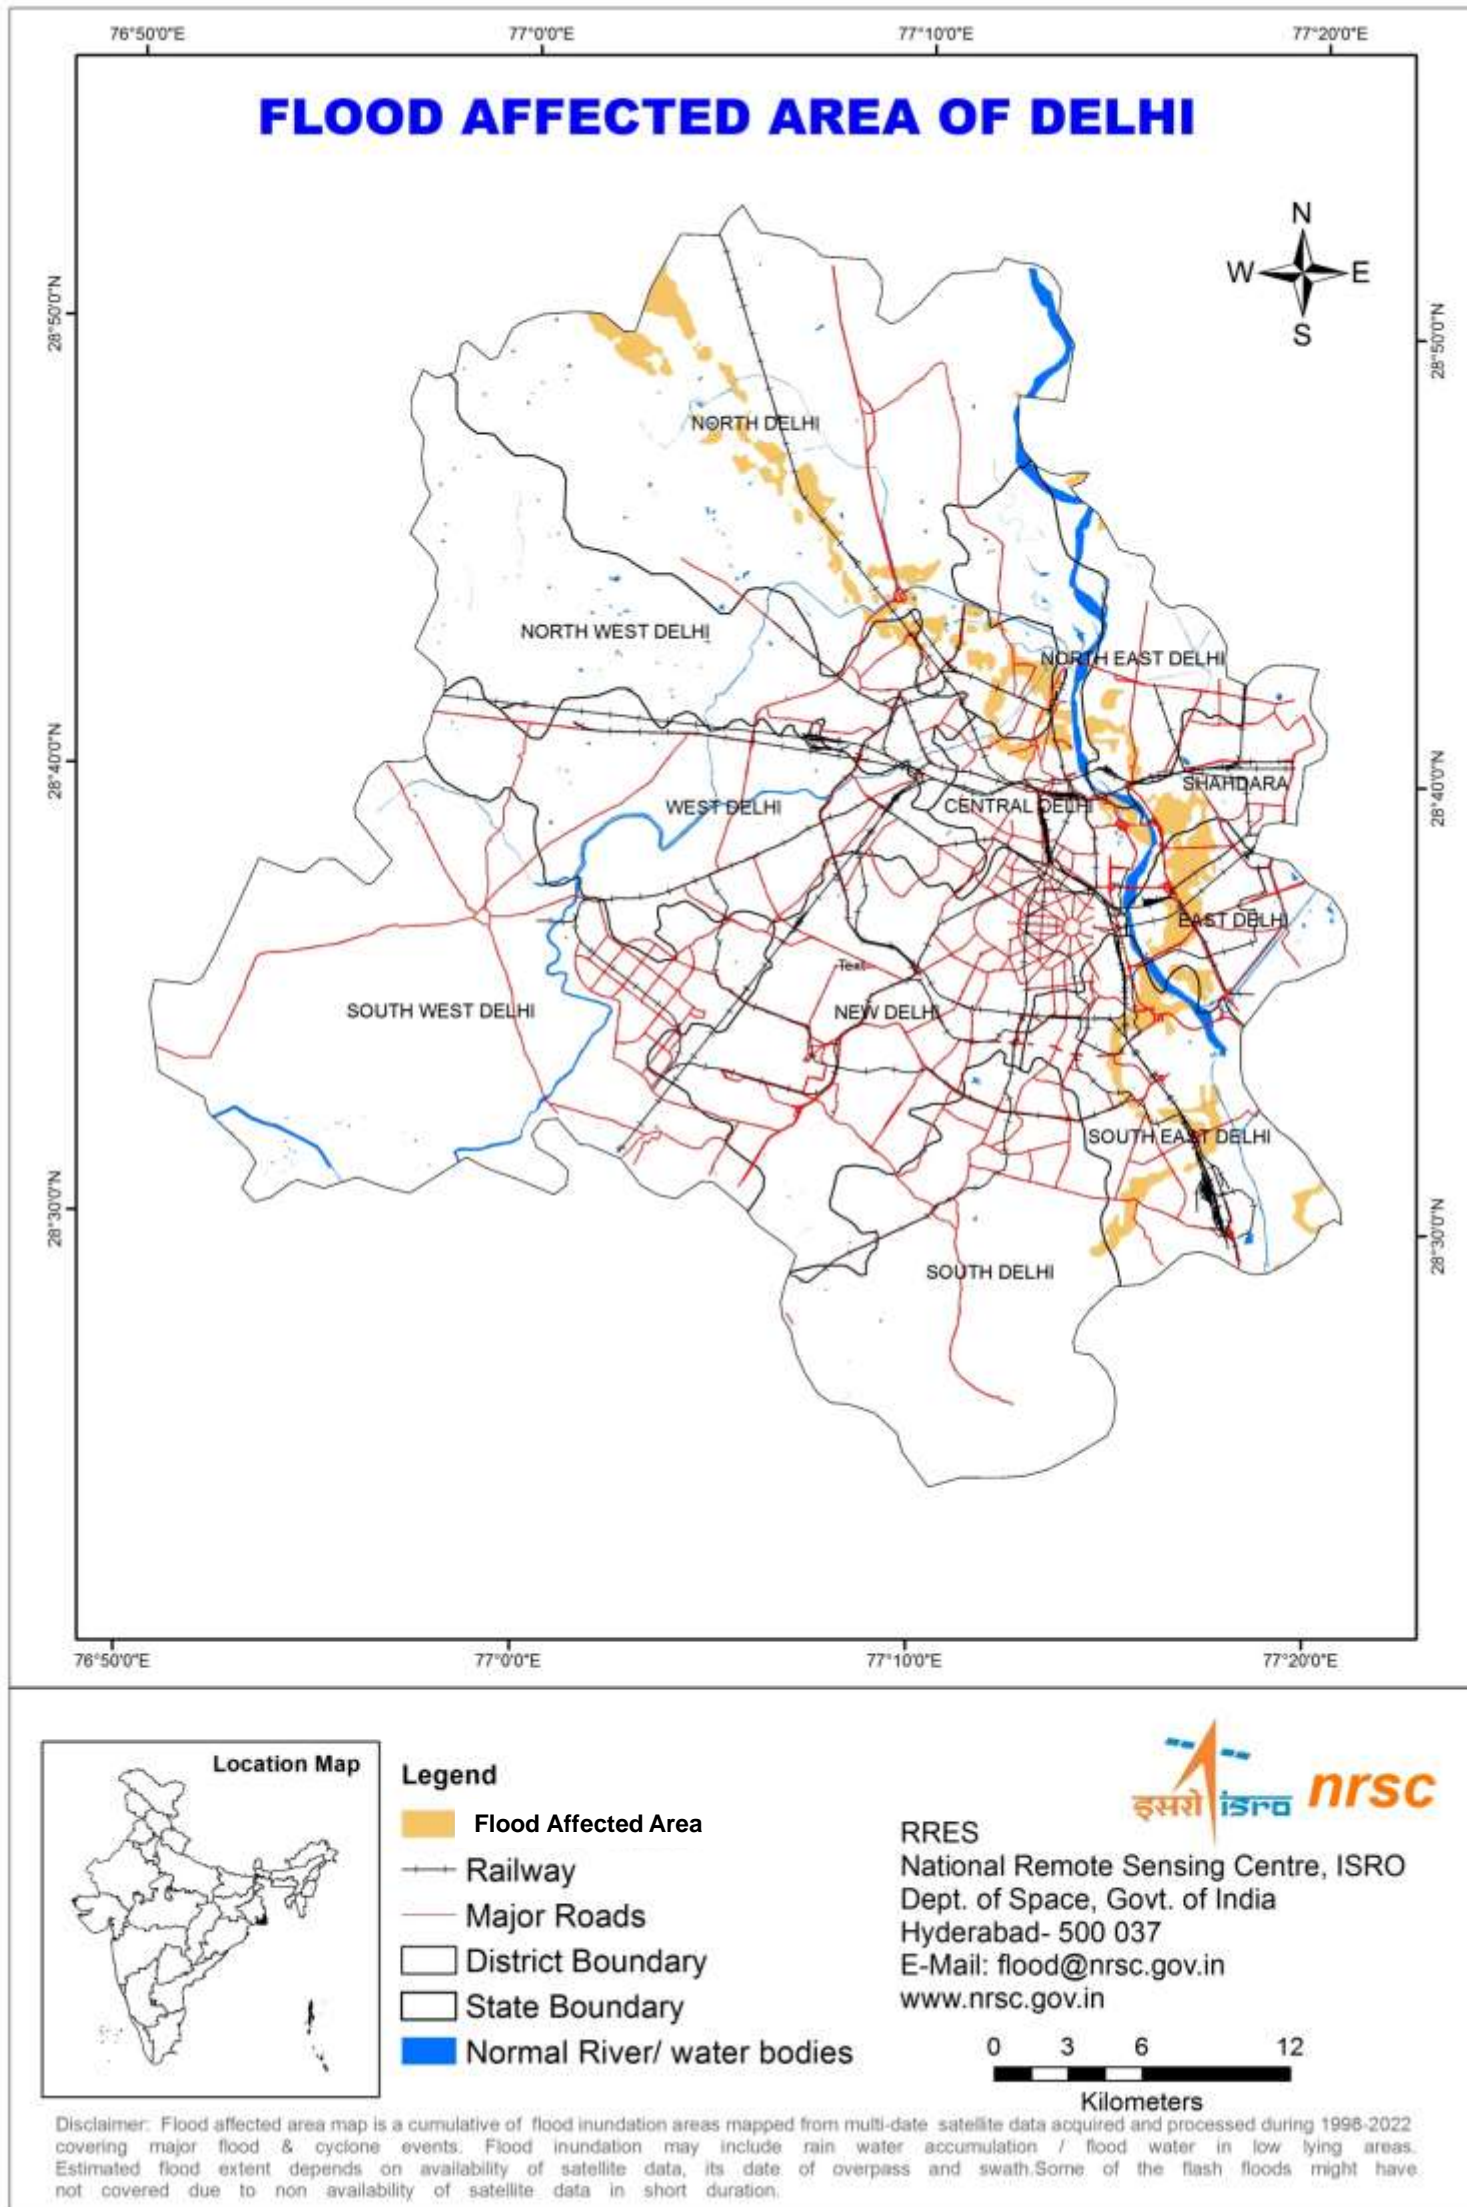 76°50'0"E 77°0'0"E 77°10'0"E 77°20'0"E
FLOOD AFFECTED AREA OF DELHI
N
W E
S
28°50'0"N
28°50'0"N
NORTH DELHI
NORTH WEST DELHI
NORTH EAST DELHI
28°40'0"N
28°40'0"N
SHAHDARA
WEST DELHI
CENTRAL DELHI
EAST DELHI
Text
SOUTH WEST DELHI
NEW DELHI
SOUTH EAST DELHI
28°30'0"N
28°30'0"N
SOUTH DELHI
76°50'0"E 77°0'0"E 77°10'0"E 77°20'0"E
Location Map
Legend
Flood Affected Area
Railway
Major Roads
District Boundary
State Boundary
Normal River/ water bodies
इसरो isro nrsc
RRES
National Remote Sensing Centre, ISRO
Dept. of Space, Govt. of India
Hyderabad- 500 037
E-Mail: flood@nrsc.gov.in
www.nrsc.gov.in
0 3 6 12
Kilometers
Disclaimer: Flood affected area map is a cumulative of flood inundation areas mapped from multi-date satellite data acquired and processed during 1998-2022
covering major flood & cyclone events. Flood inundation may include rain water accumulation / flood water in low lying areas.
Estimated flood extent depends on availability of satellite data, its date of overpass and swath.Some of the flash floods might have
not covered due to non availability of satellite data in short duration.